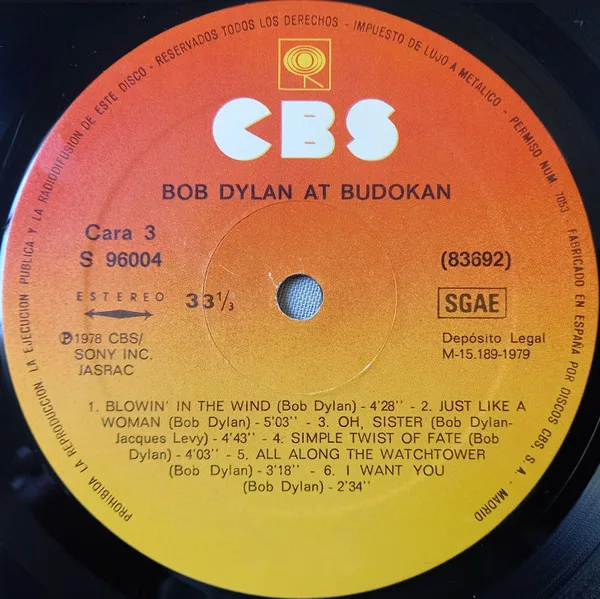 PROHIBIDA LA REPRODUCCION, LA EJECUCION PUBLICA Y LA RADIODIFUSION DE ESTE DISCO - RESERVADOS TODOS LOS DERECHOS - IMPUESTO DE LUJO A METALICO - PERMISO NUM. 7053 - FABRICADO EN ESPAÑA POR DISCOS CBS, S. A. - MADRID
CBS
BOB DYLAN AT BUDOKAN
Cara 3
S 96004
(83692)
ESTEREO 33 1/3
SGAE
℗ 1978 CBS/
SONY INC.
JASRAC
Depósito Legal
M-15.189-1979
1. BLOWIN' IN THE WIND (Bob Dylan) - 4'28'' - 2. JUST LIKE A
WOMAN (Bob Dylan) - 5'03'' - 3. OH, SISTER (Bob Dylan-
Jacques Levy) - 4'43'' - 4. SIMPLE TWIST OF FATE (Bob
Dylan) - 4'03'' - 5. ALL ALONG THE WATCHTOWER
(Bob Dylan) - 3'18'' - 6. I WANT YOU
(Bob Dylan) - 2'34''